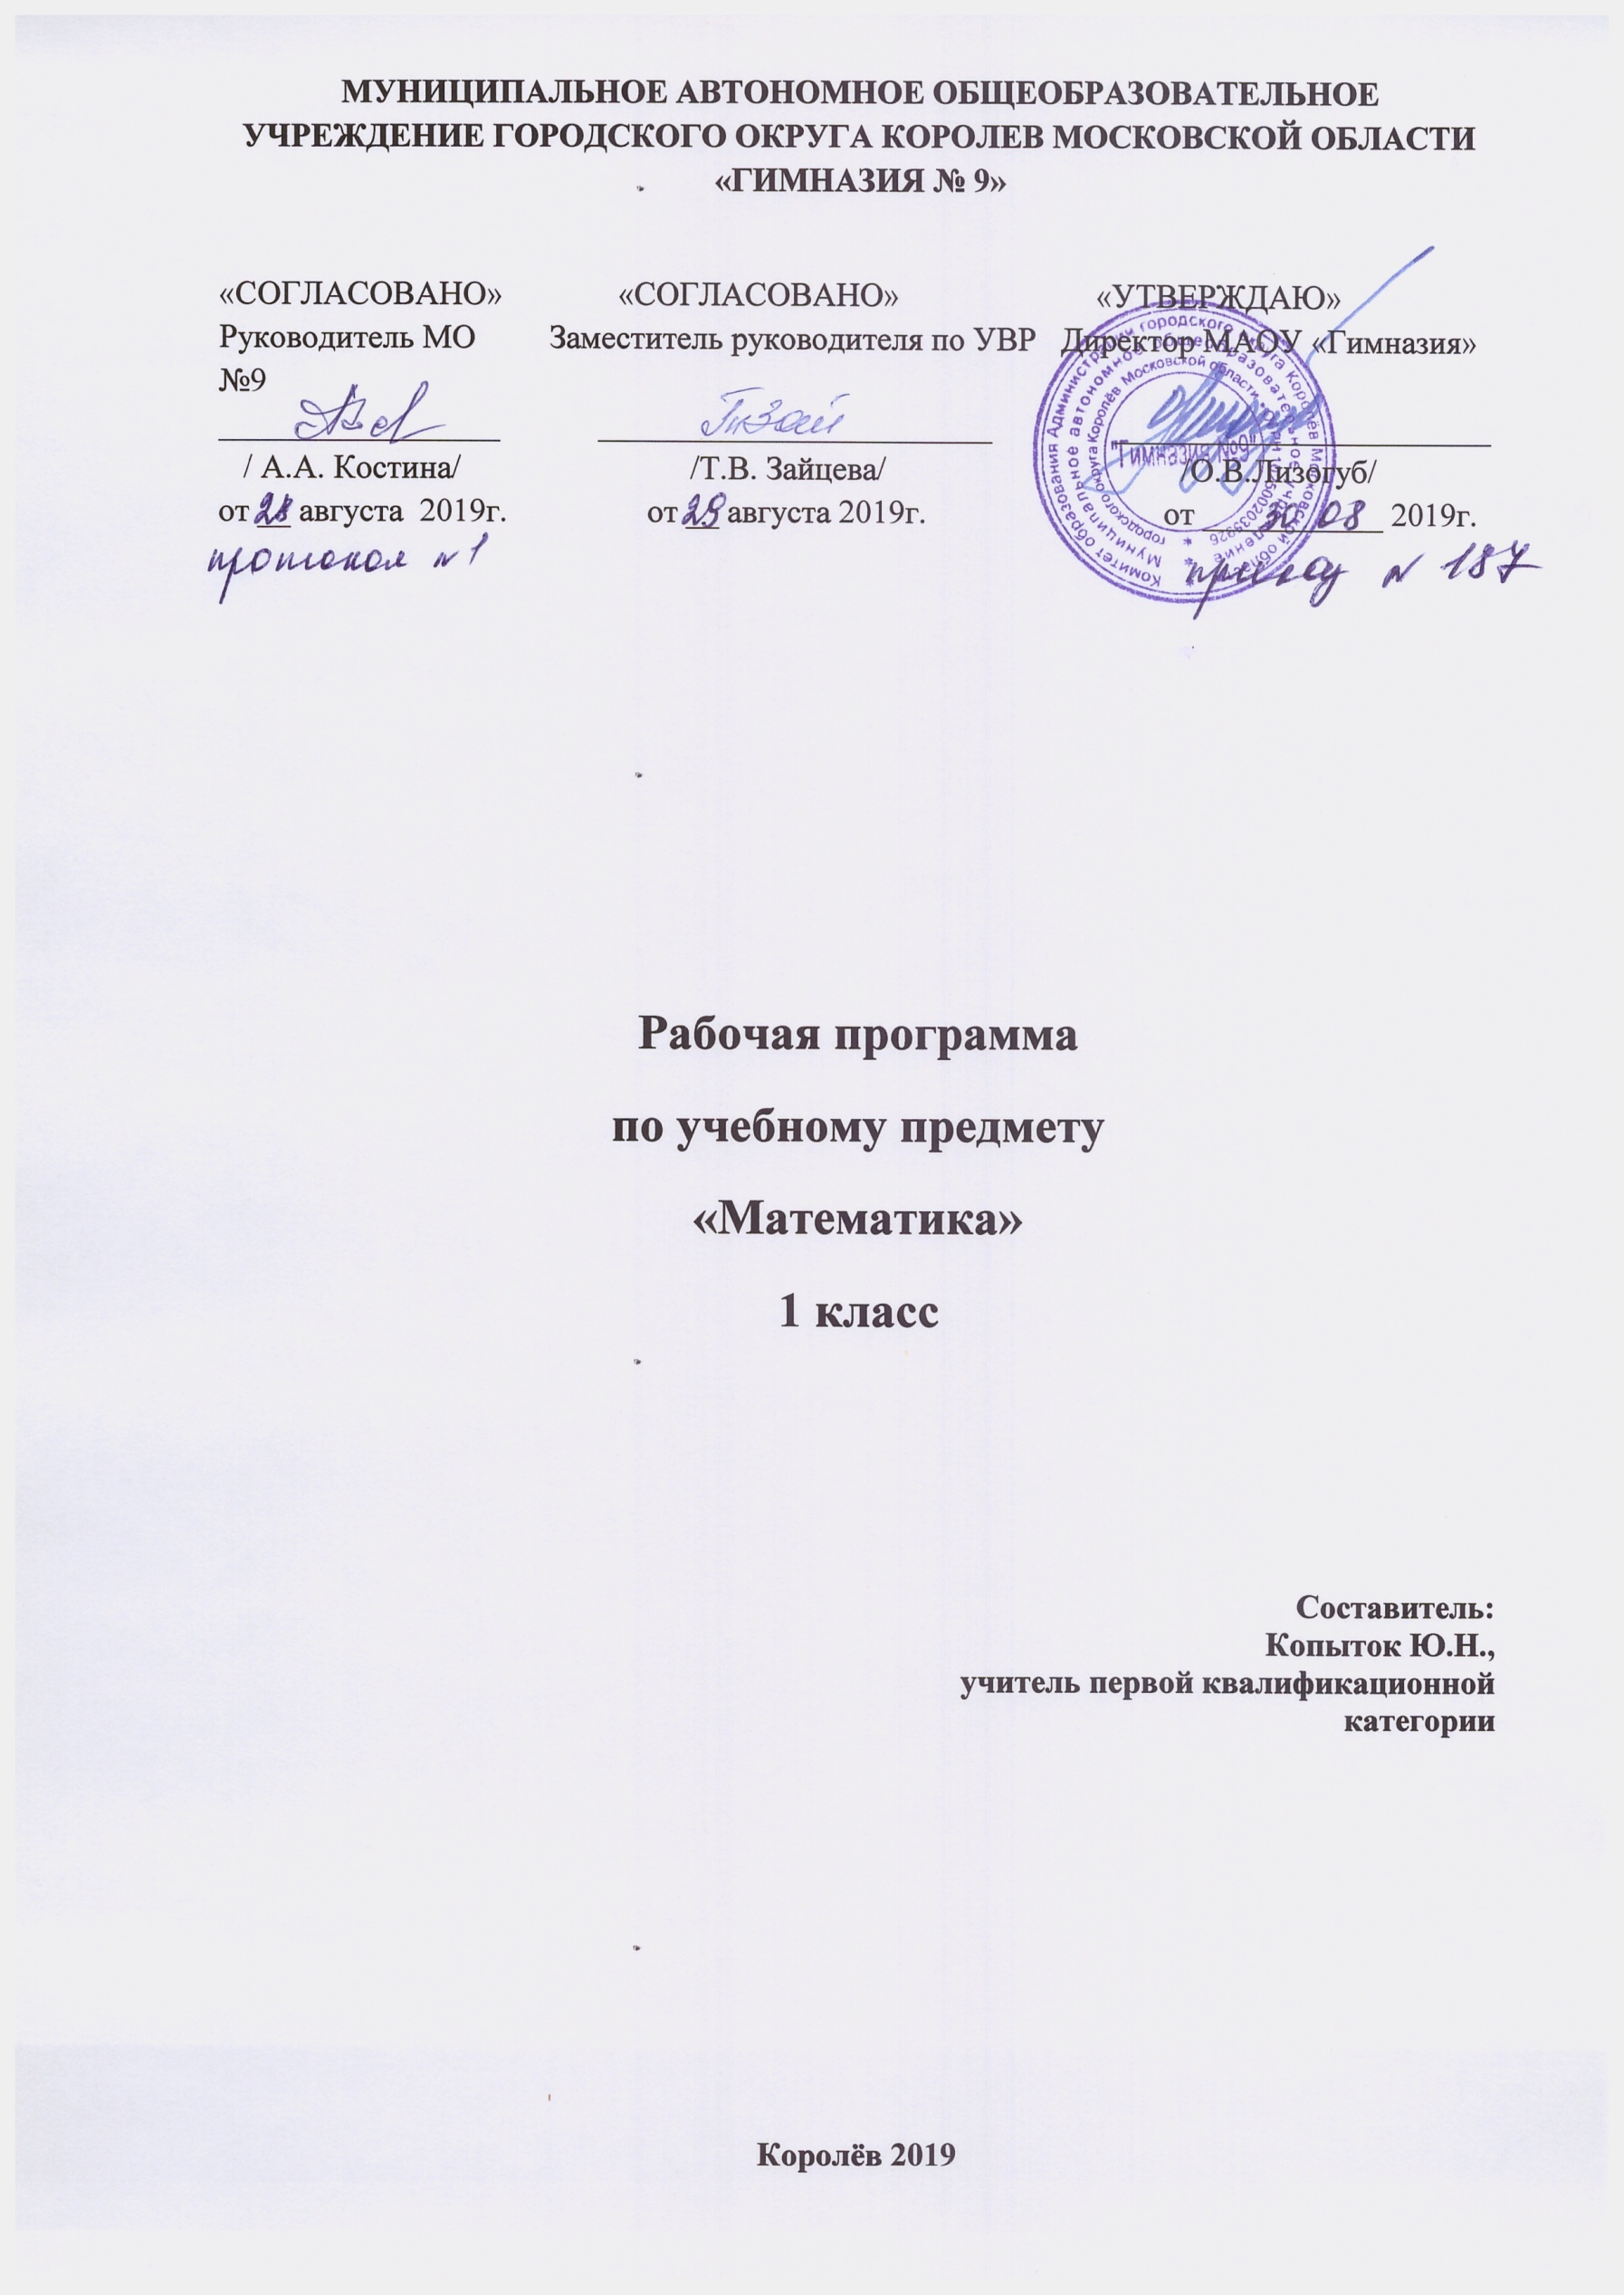 МУНИЦИПАЛЬНОЕ АВТОНОМНОЕ ОБЩЕОБРАЗОВАТЕЛЬНОЕ
УЧРЕЖДЕНИЕ ГОРОДСКОГО ОКРУГА КОРОЛЕВ МОСКОВСКОЙ ОБЛАСТИ
«ГИМНАЗИЯ № 9»
«СОГЛАСОВАНО» «СОГЛАСОВАНО» «УТВЕРЖДАЮ»
Руководитель МО Заместитель руководителя по УВР Директор МАОУ «Гимназия»
№9
"Гимназия №9"
/ А.А. Костина/ /Т.В. Зайцева/ /О.В.Лизогуб/
от 28 августа 2019г. от 29 августа 2019г. от 30 08 2019г.
протокол №1 приказ № 187
Рабочая программа
по учебному предмету
«Математика»
1 класс
Составитель:
Копыток Ю.Н.,
учитель первой квалификационной
категории
Королёв 2019